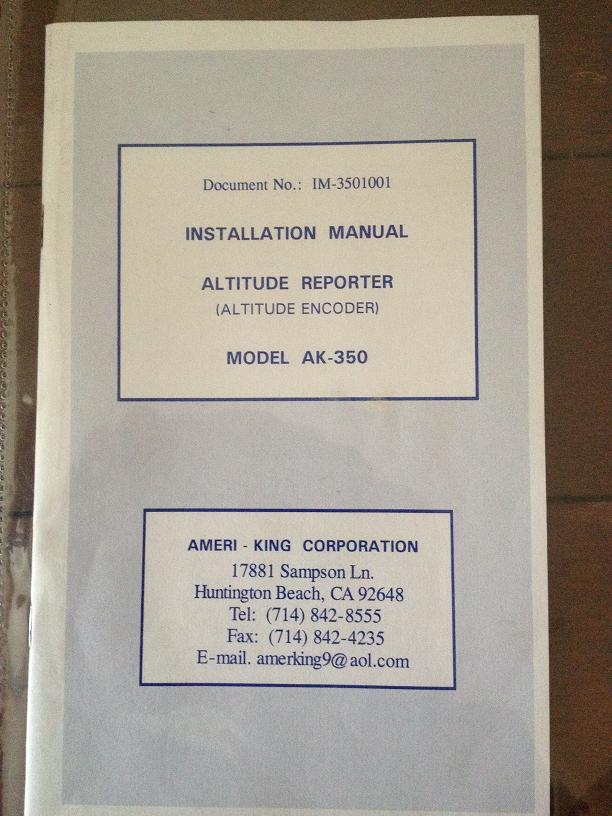 Document No.: IM-3501001
INSTALLATION MANUAL
ALTITUDE REPORTER
(ALTITUDE ENCODER)
MODEL AK-350
AMERI - KING CORPORATION
17881 Sampson Ln.
Huntington Beach, CA 92648
Tel: (714) 842-8555
Fax: (714) 842-4235
E-mail. amerking9@aol.com